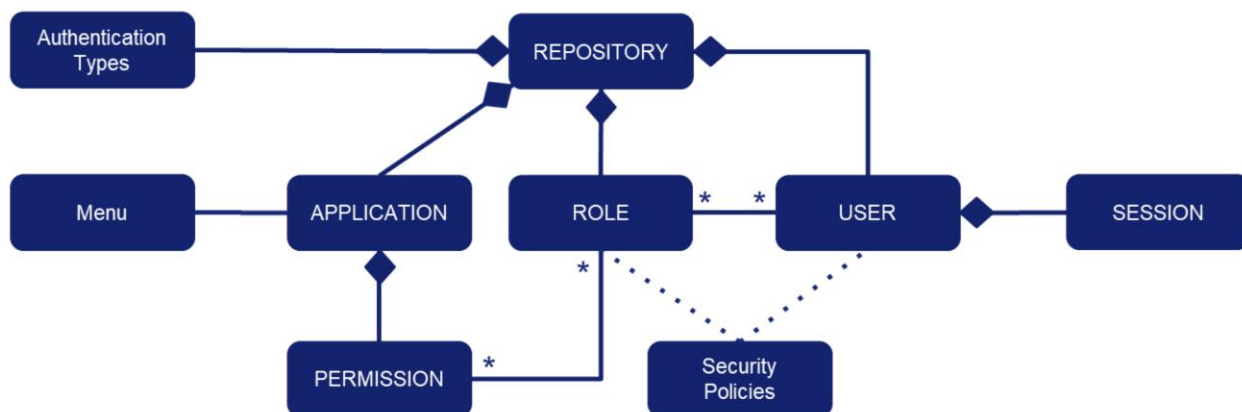 Authentication
Types
REPOSITORY
Menu
APPLICATION
ROLE
*
*
USER
SESSION
*
PERMISSION
*
Security
Policies